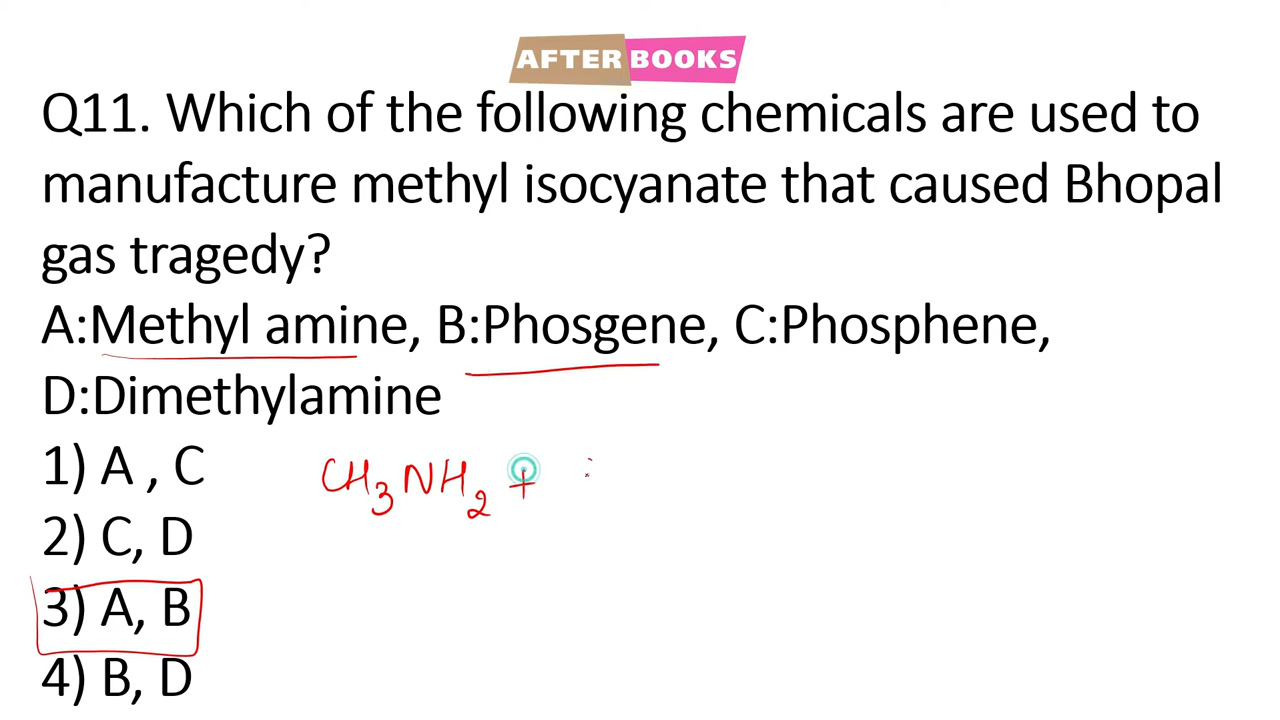 AFTER BOOKS
Q11. Which of the following chemicals are used to
manufacture methyl isocyanate that caused Bhopal
gas tragedy?
A:Methyl amine, B:Phosgene, C:Phosphene,
D:Dimethylamine
1) A , C
CH₃NH₂ +
2) C, D
3) A, B
4) B, D